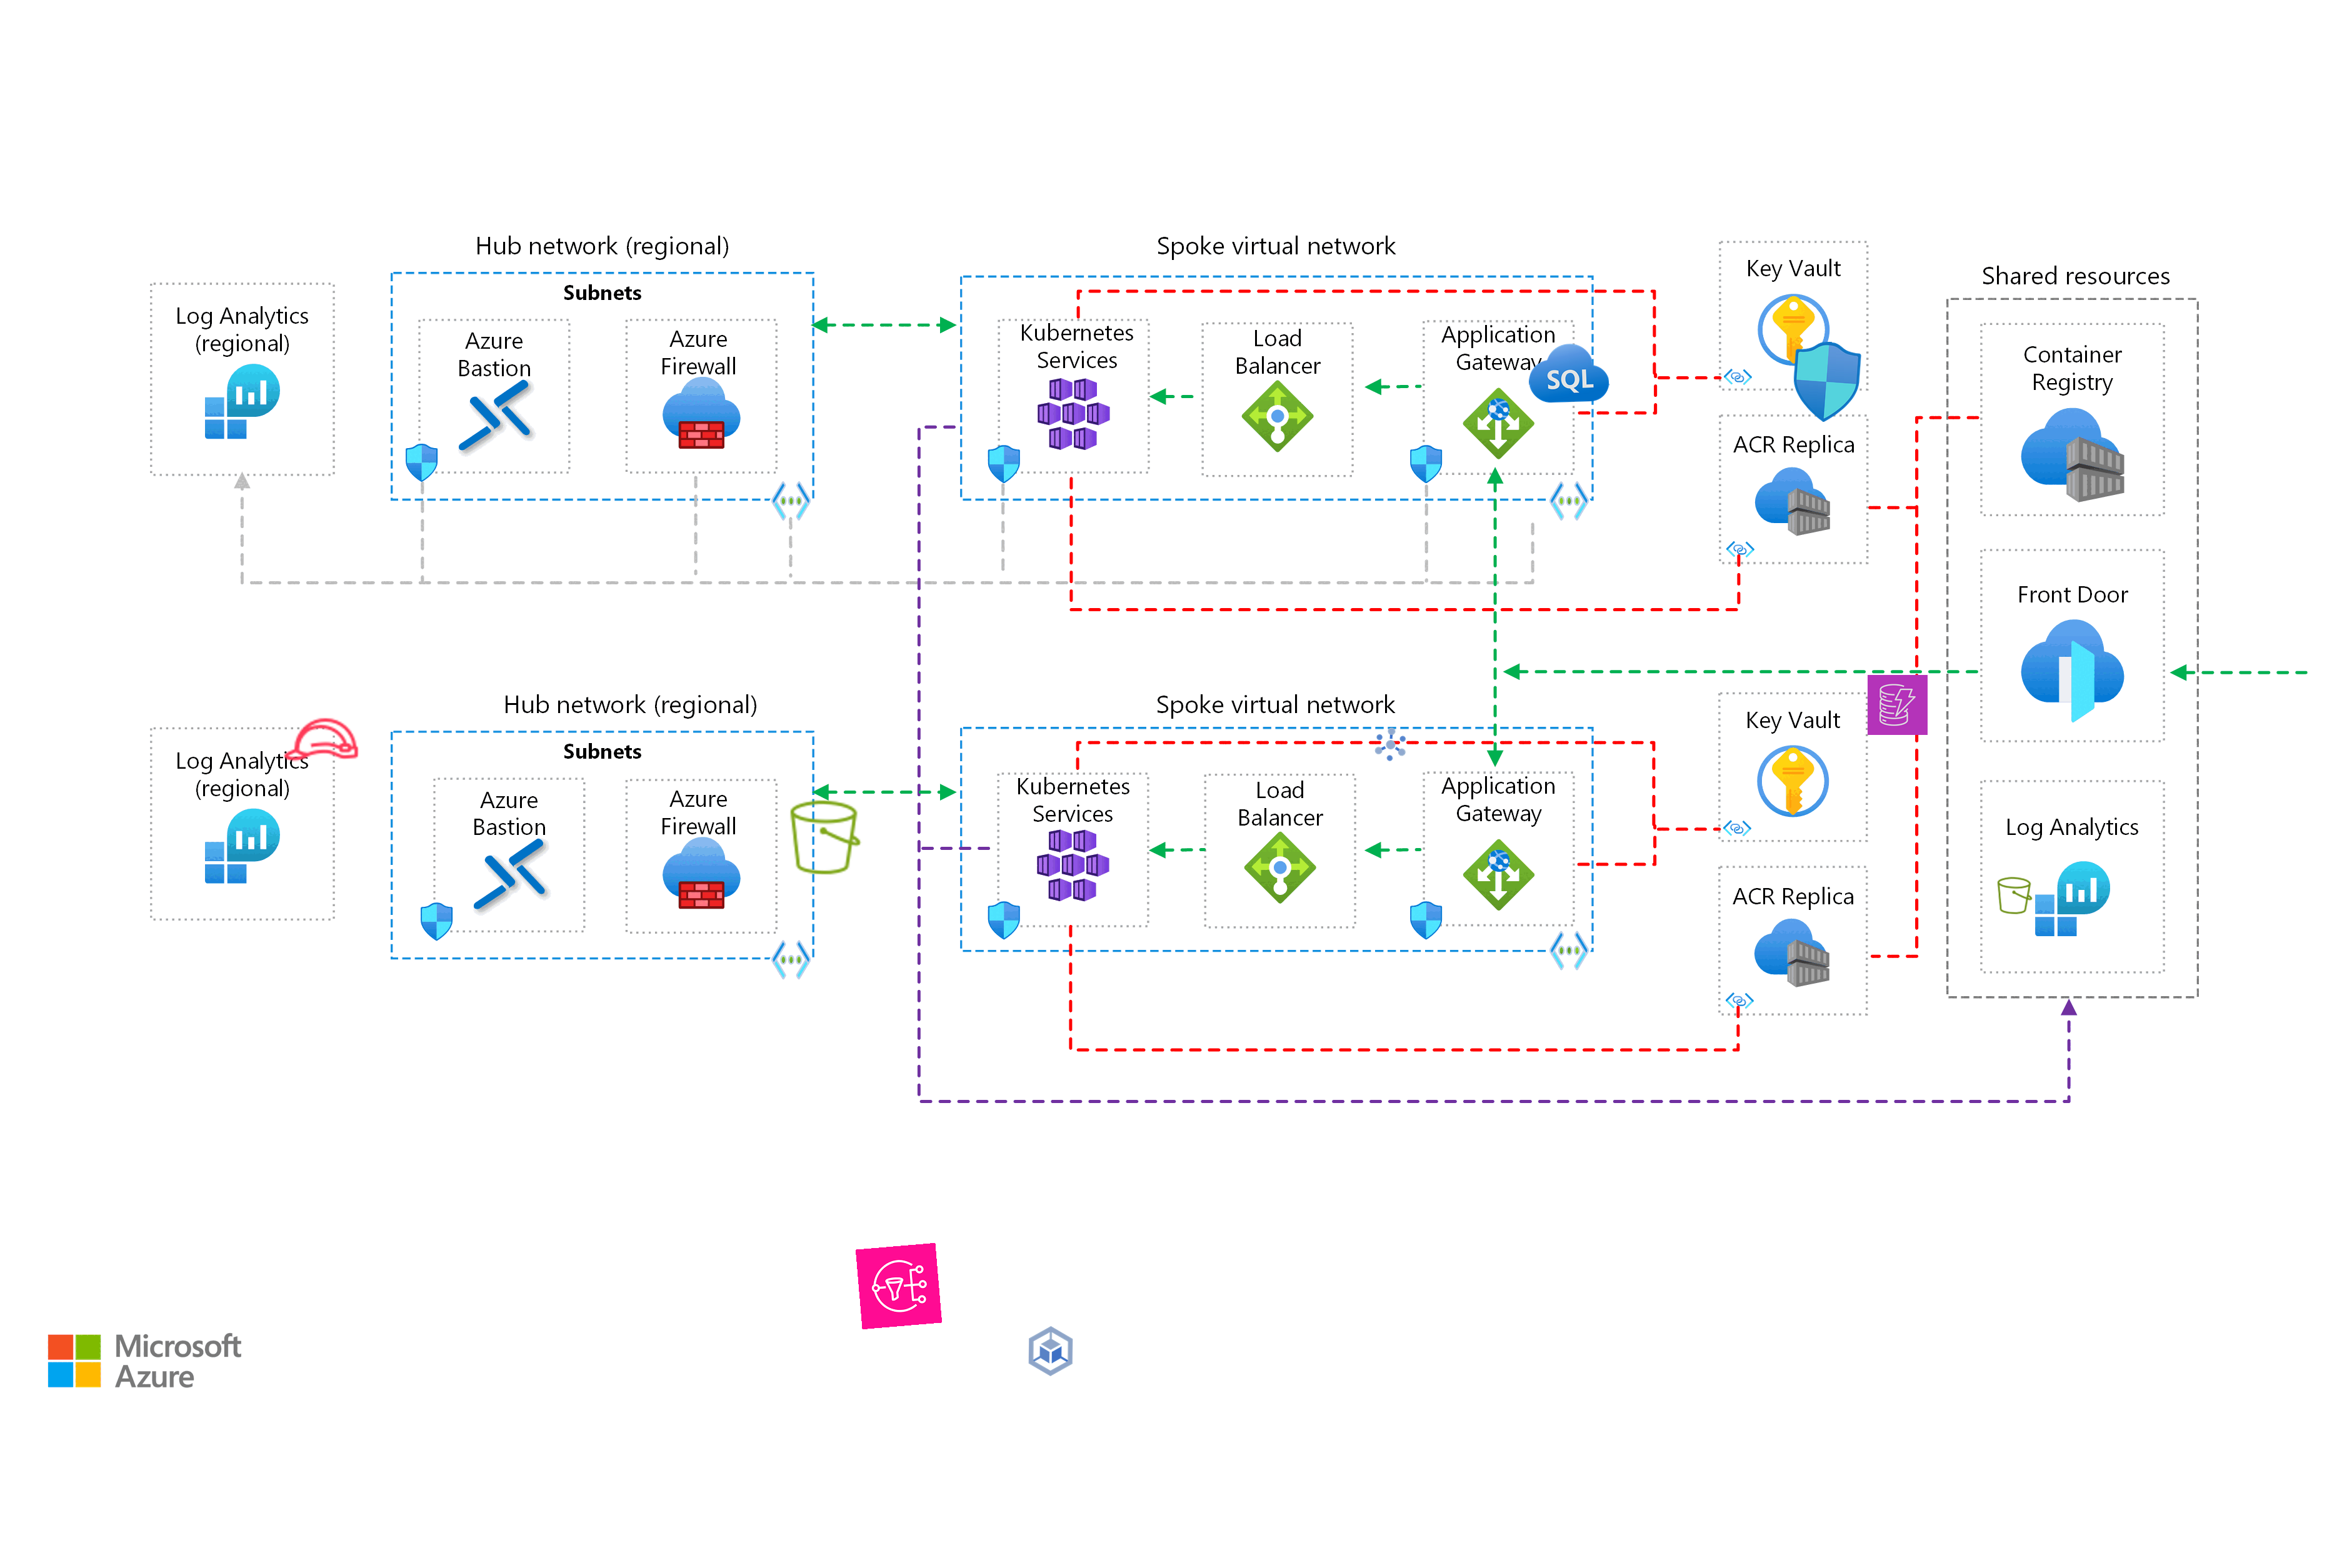 Hub network (regional)
Spoke virtual network
Subnets
Log Analytics
(regional)
Azure
Bastion
Azure
Firewall
Kubernetes
Services
Load
Balancer
Application
Gateway
SQL
Key Vault
ACR Replica
Shared resources
Container
Registry
Front Door
Log Analytics
Hub network (regional)
Spoke virtual network
Subnets
Log Analytics
(regional)
Azure
Bastion
Azure
Firewall
Kubernetes
Services
Load
Balancer
Application
Gateway
Key Vault
ACR Replica
Microsoft
Azure